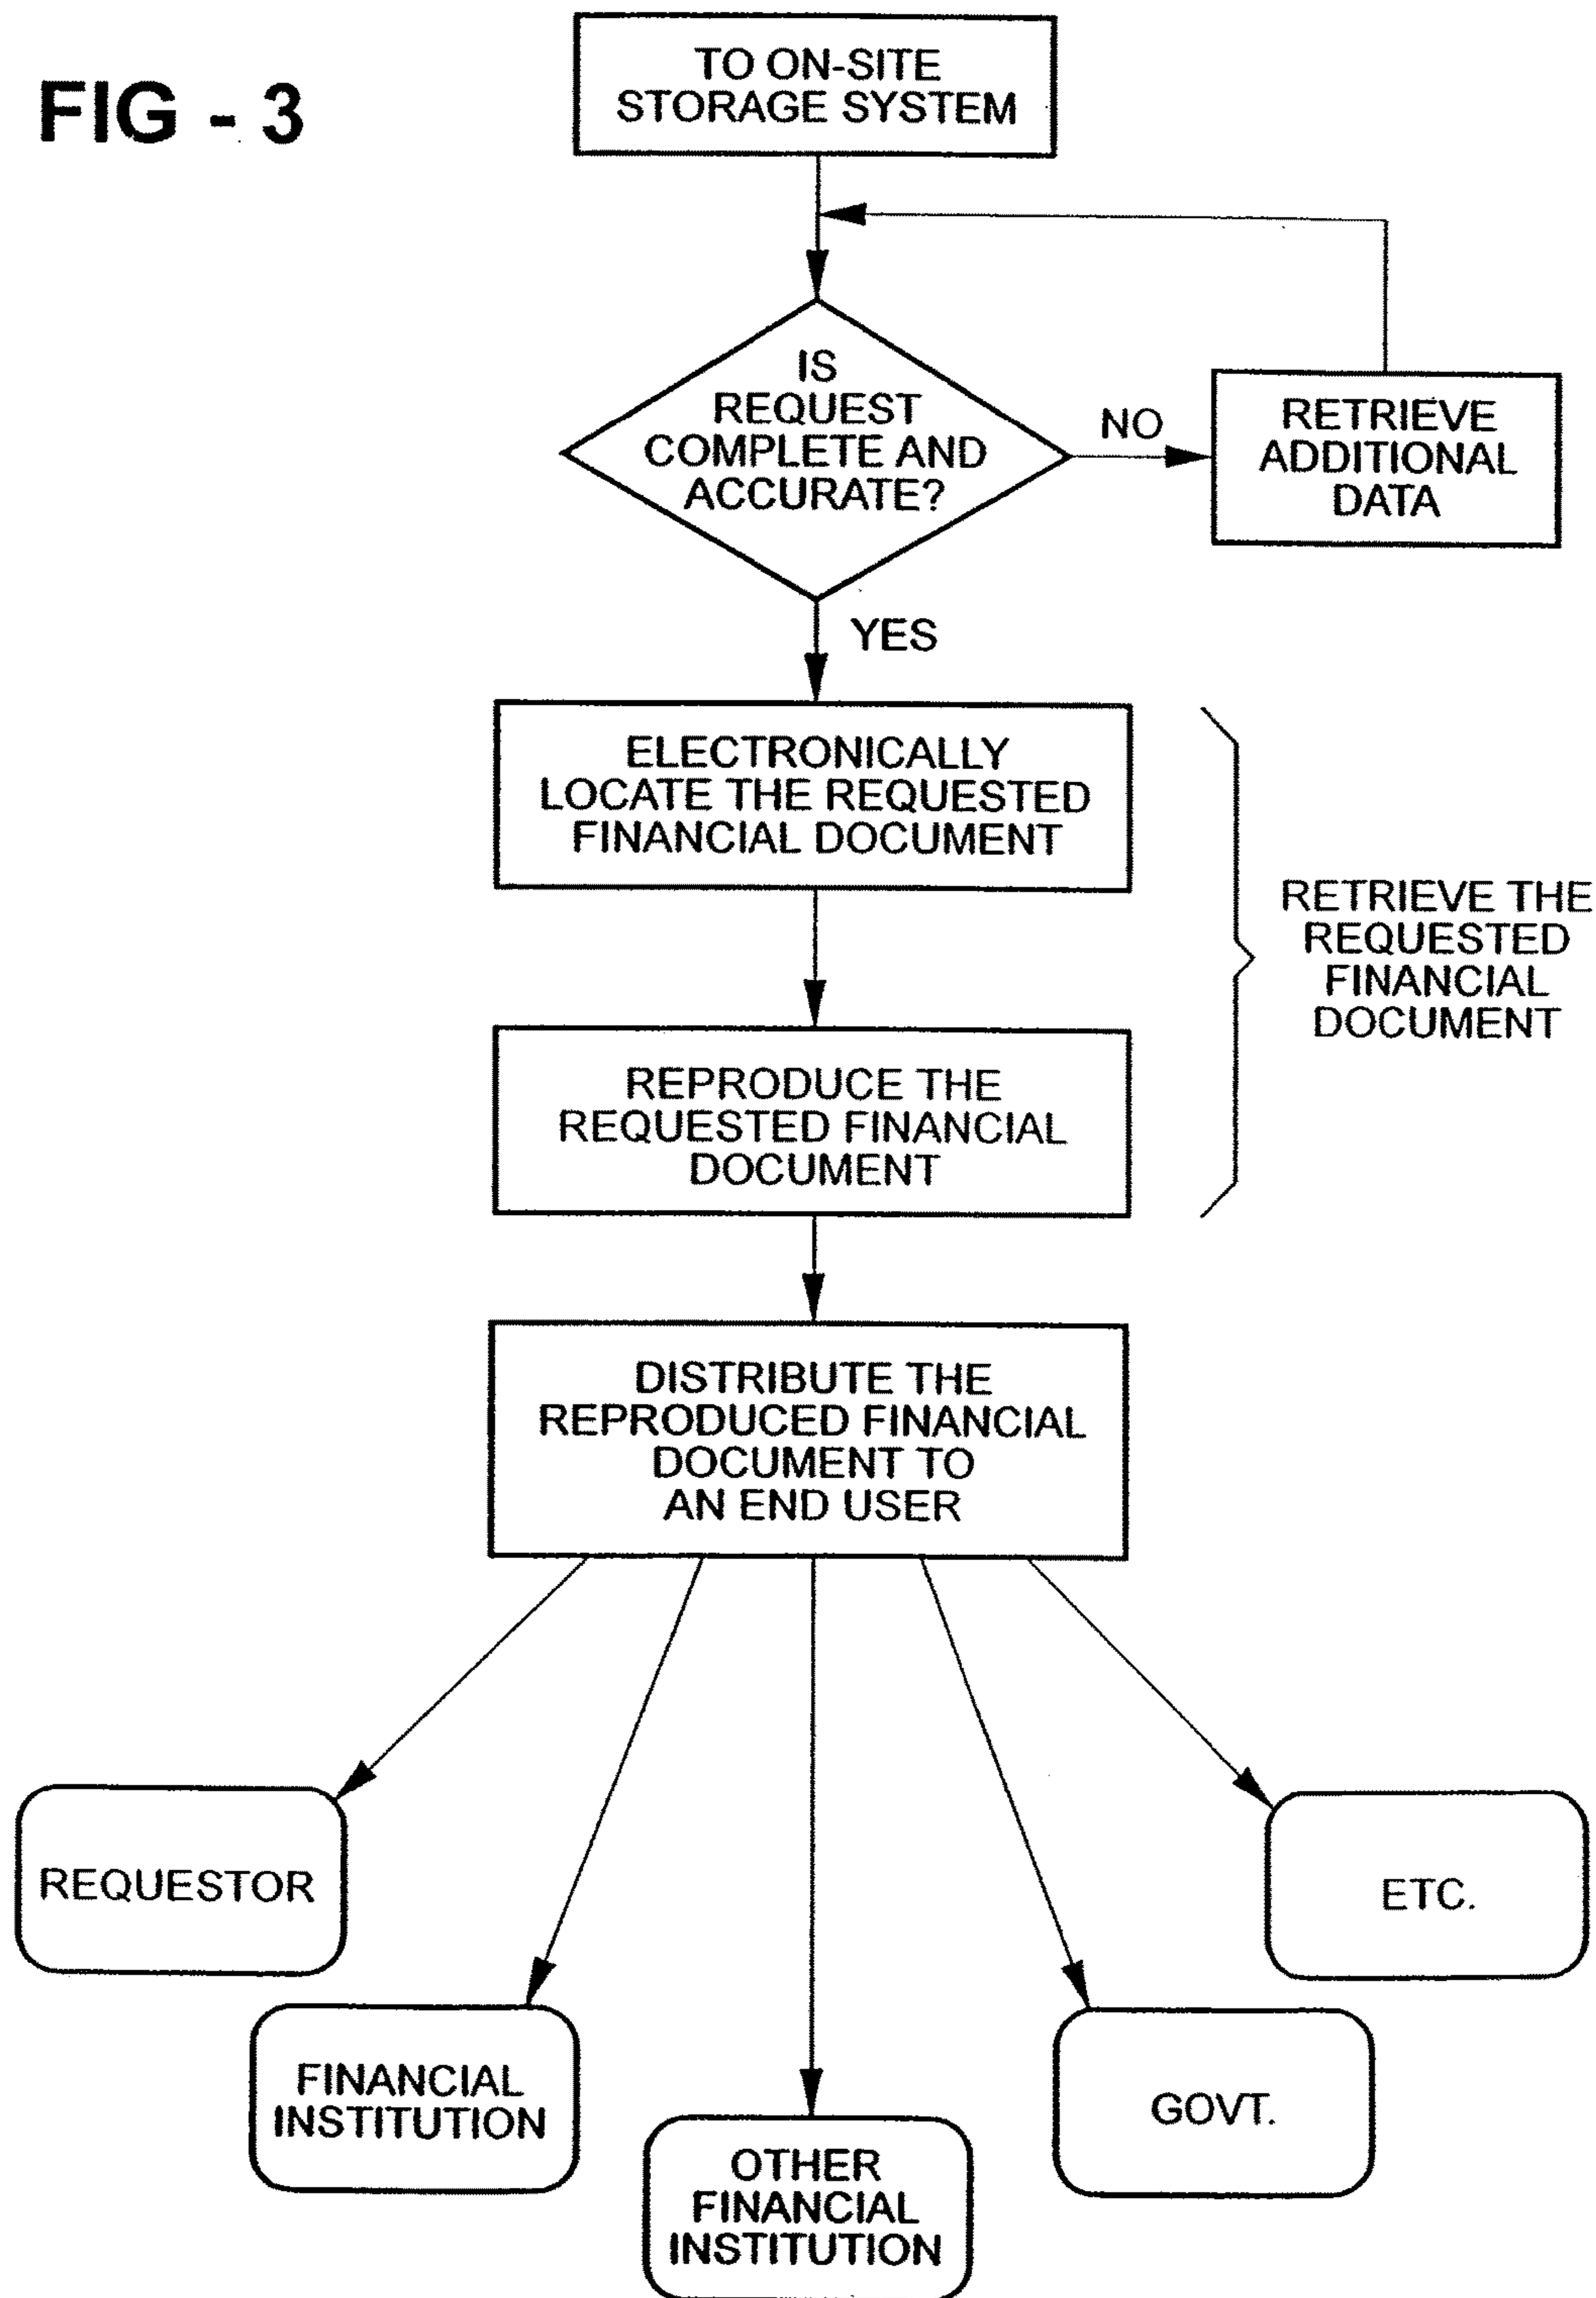 FIG - 3
TO ON-SITE
STORAGE SYSTEM
IS
REQUEST
COMPLETE AND
ACCURATE?
NO
RETRIEVE
ADDITIONAL
DATA
YES
ELECTRONICALLY
LOCATE THE REQUESTED
FINANCIAL DOCUMENT
RETRIEVE THE
REQUESTED
FINANCIAL
DOCUMENT
REPRODUCE THE
REQUESTED FINANCIAL
DOCUMENT
DISTRIBUTE THE
REPRODUCED FINANCIAL
DOCUMENT TO
AN END USER
REQUESTOR
FINANCIAL
INSTITUTION
OTHER
FINANCIAL
INSTITUTION
GOVT.
ETC.